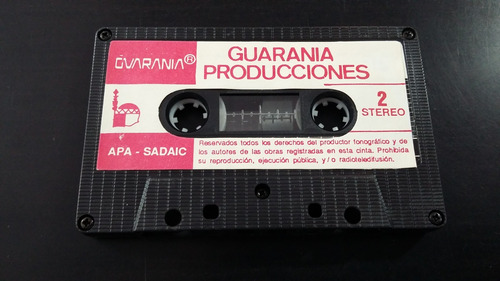 GUARANIA®
GUARANIA
PRODUCCIONES
2
STEREO
APA - SADAIC
Reservados todos los derechos del productor fonográfico y de
los autores de las obras registradas en esta cinta. Prohibida
su reproducción, ejecución pública, y/o radioteledifusión.